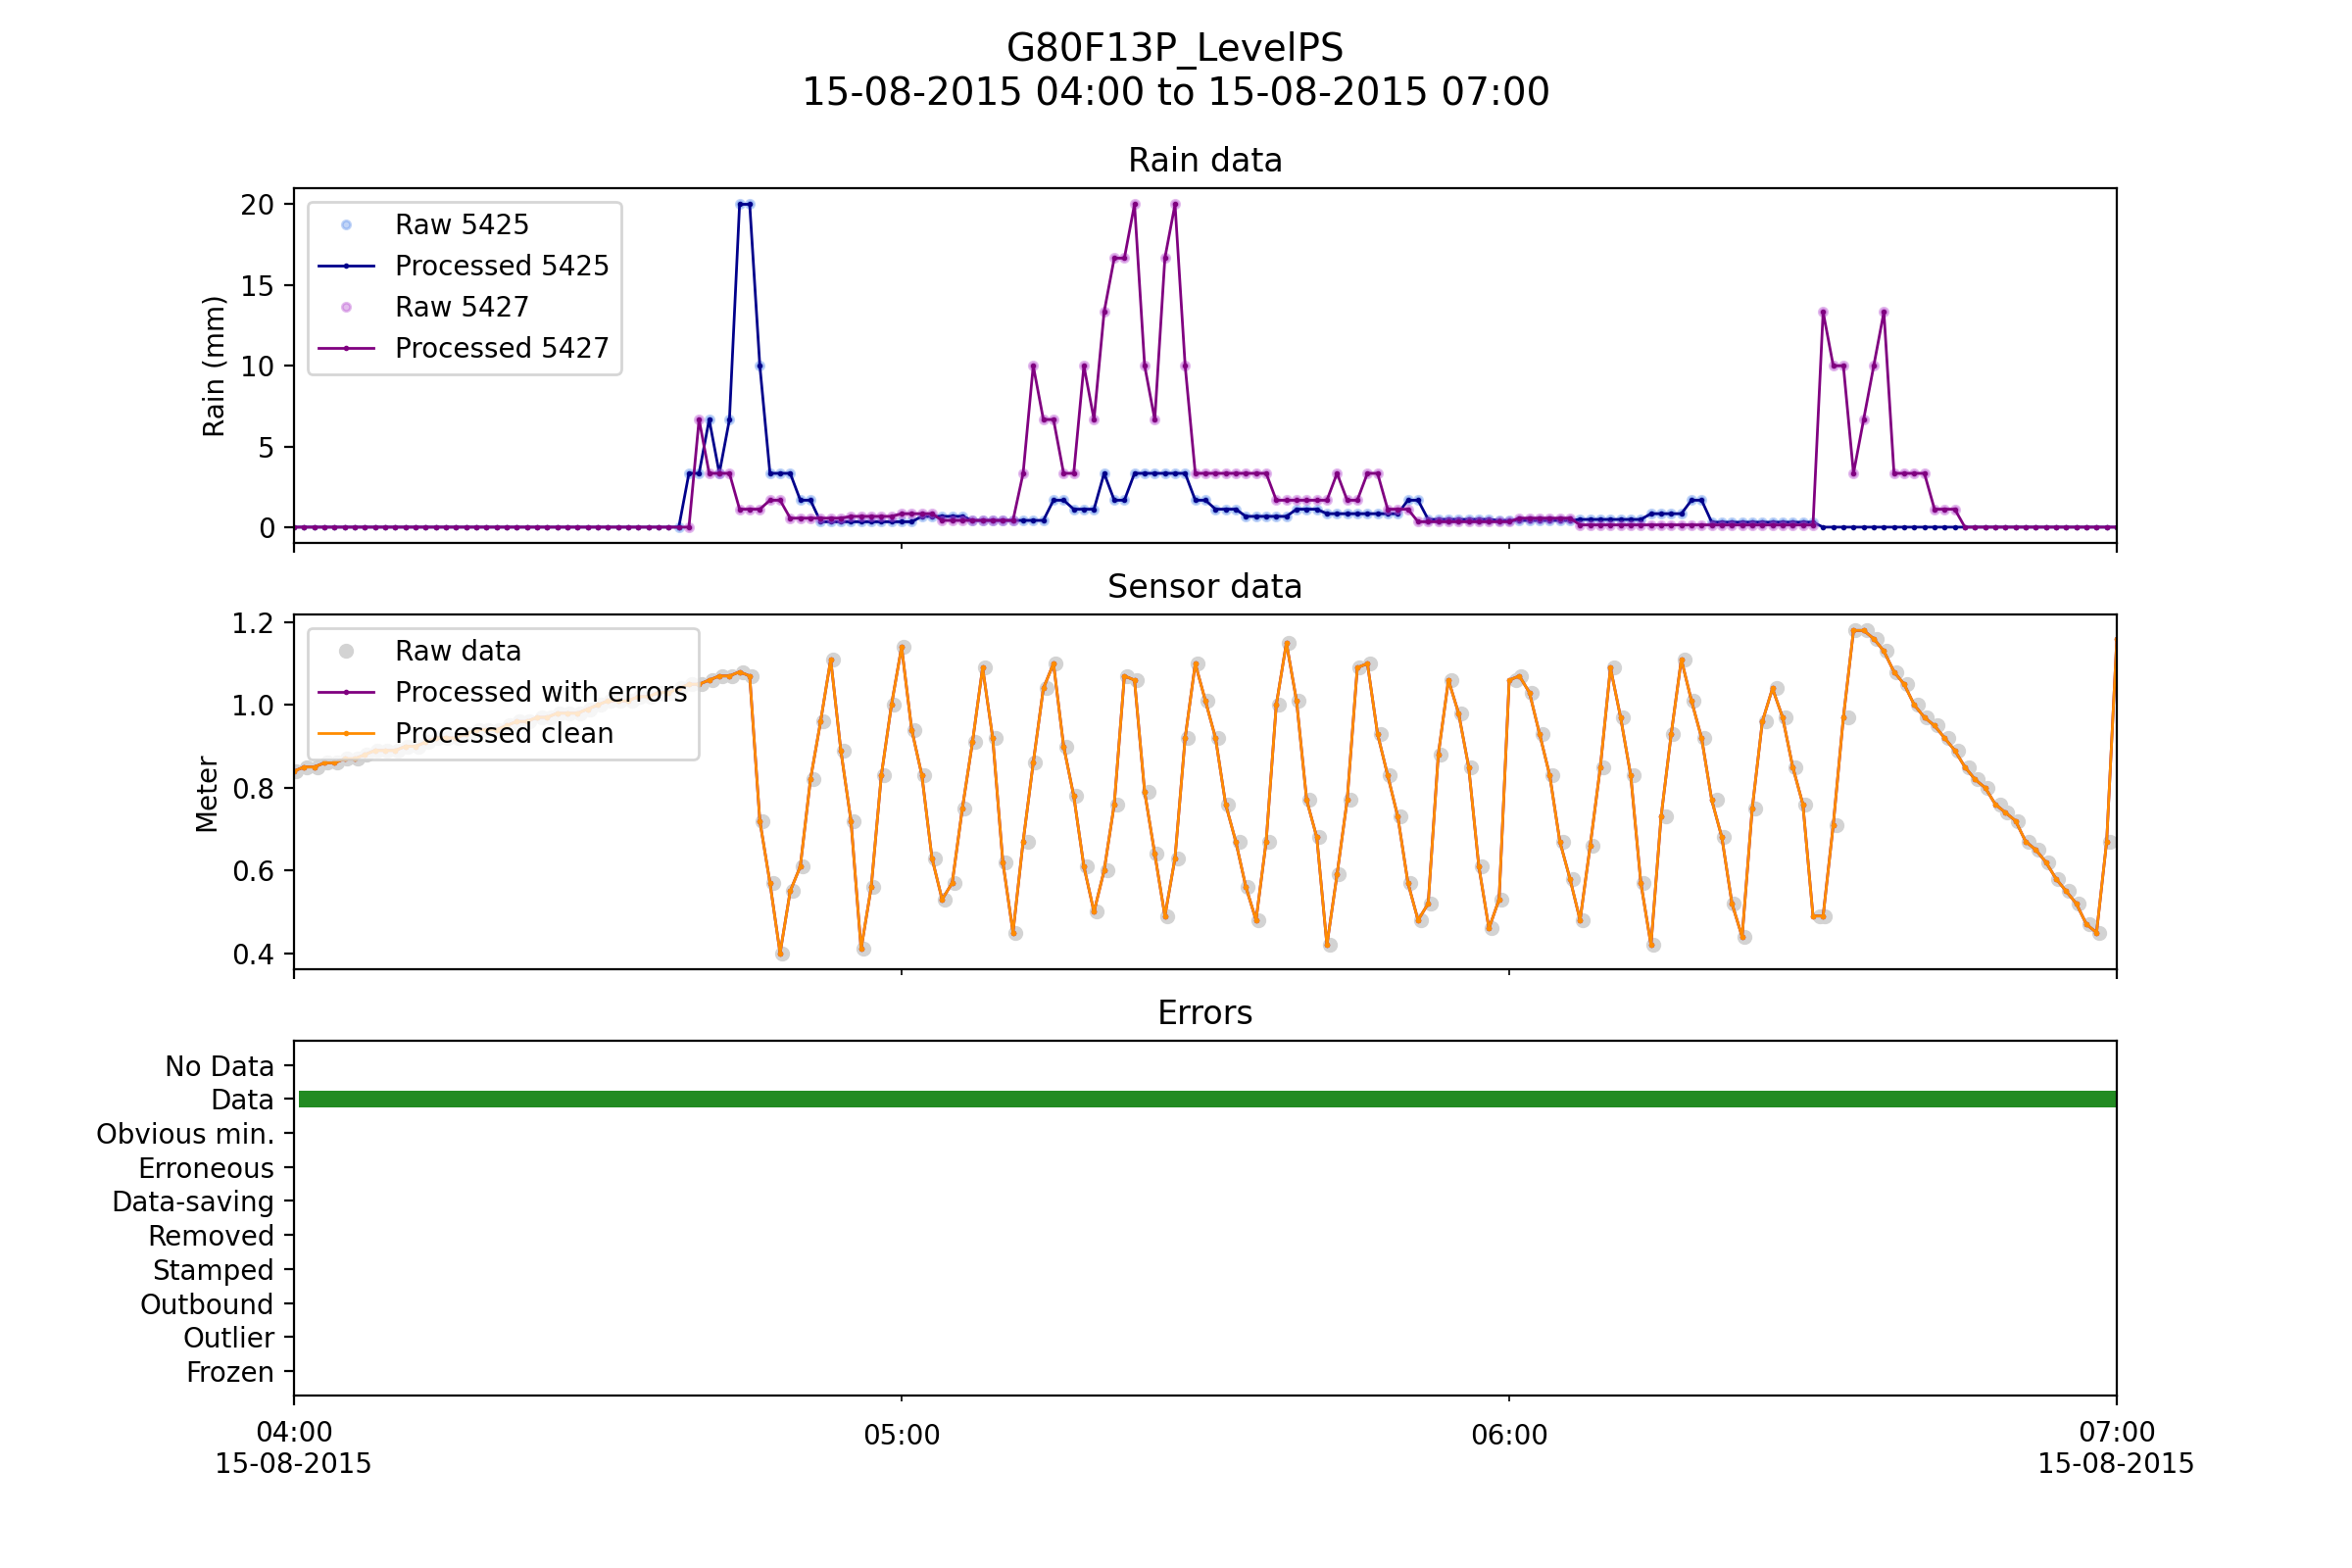 G80F13P_LevelPS
15-08-2015 04:00 to 15-08-2015 07:00
Rain data
20
15
10
5
0
Rain (mm)
Raw 5425
Processed 5425
Raw 5427
Processed 5427
Sensor data
1.2
1.0
0.8
0.6
0.4
Meter
Raw data
Processed with errors
Processed clean
Errors
No Data
Data
Obvious min.
Erroneous
Data-saving
Removed
Stamped
Outbound
Outlier
Frozen
04:00
15-08-2015
05:00
06:00
07:00
15-08-2015